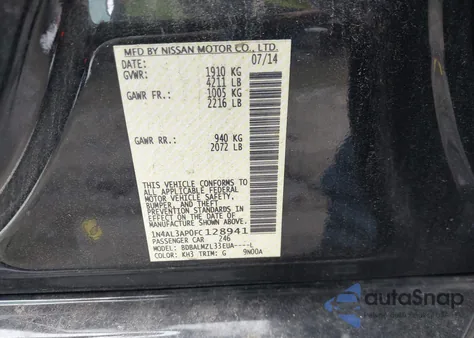 MFD BY NISSAN MOTOR CO., LTD.
DATE: 07/14
GVWR: 1910 KG
4211 LB
GAWR FR.: 1005 KG
2216 LB
GAWR RR.: 940 KG
2072 LB
THIS VEHICLE CONFORMS TO
ALL APPLICABLE FEDERAL
MOTOR VEHICLE SAFETY,
BUMPER, AND THEFT
PREVENTION STANDARDS
IN EFFECT ON THE DATE OF
MANUFACTURE SHOWN ABOVE.
1N4AL3AP0FC128941
PASSENGER CAR 246
BDBALMZL33EUA----L
COLOR: KH3 TRIM: G 9N00A
autoSnap